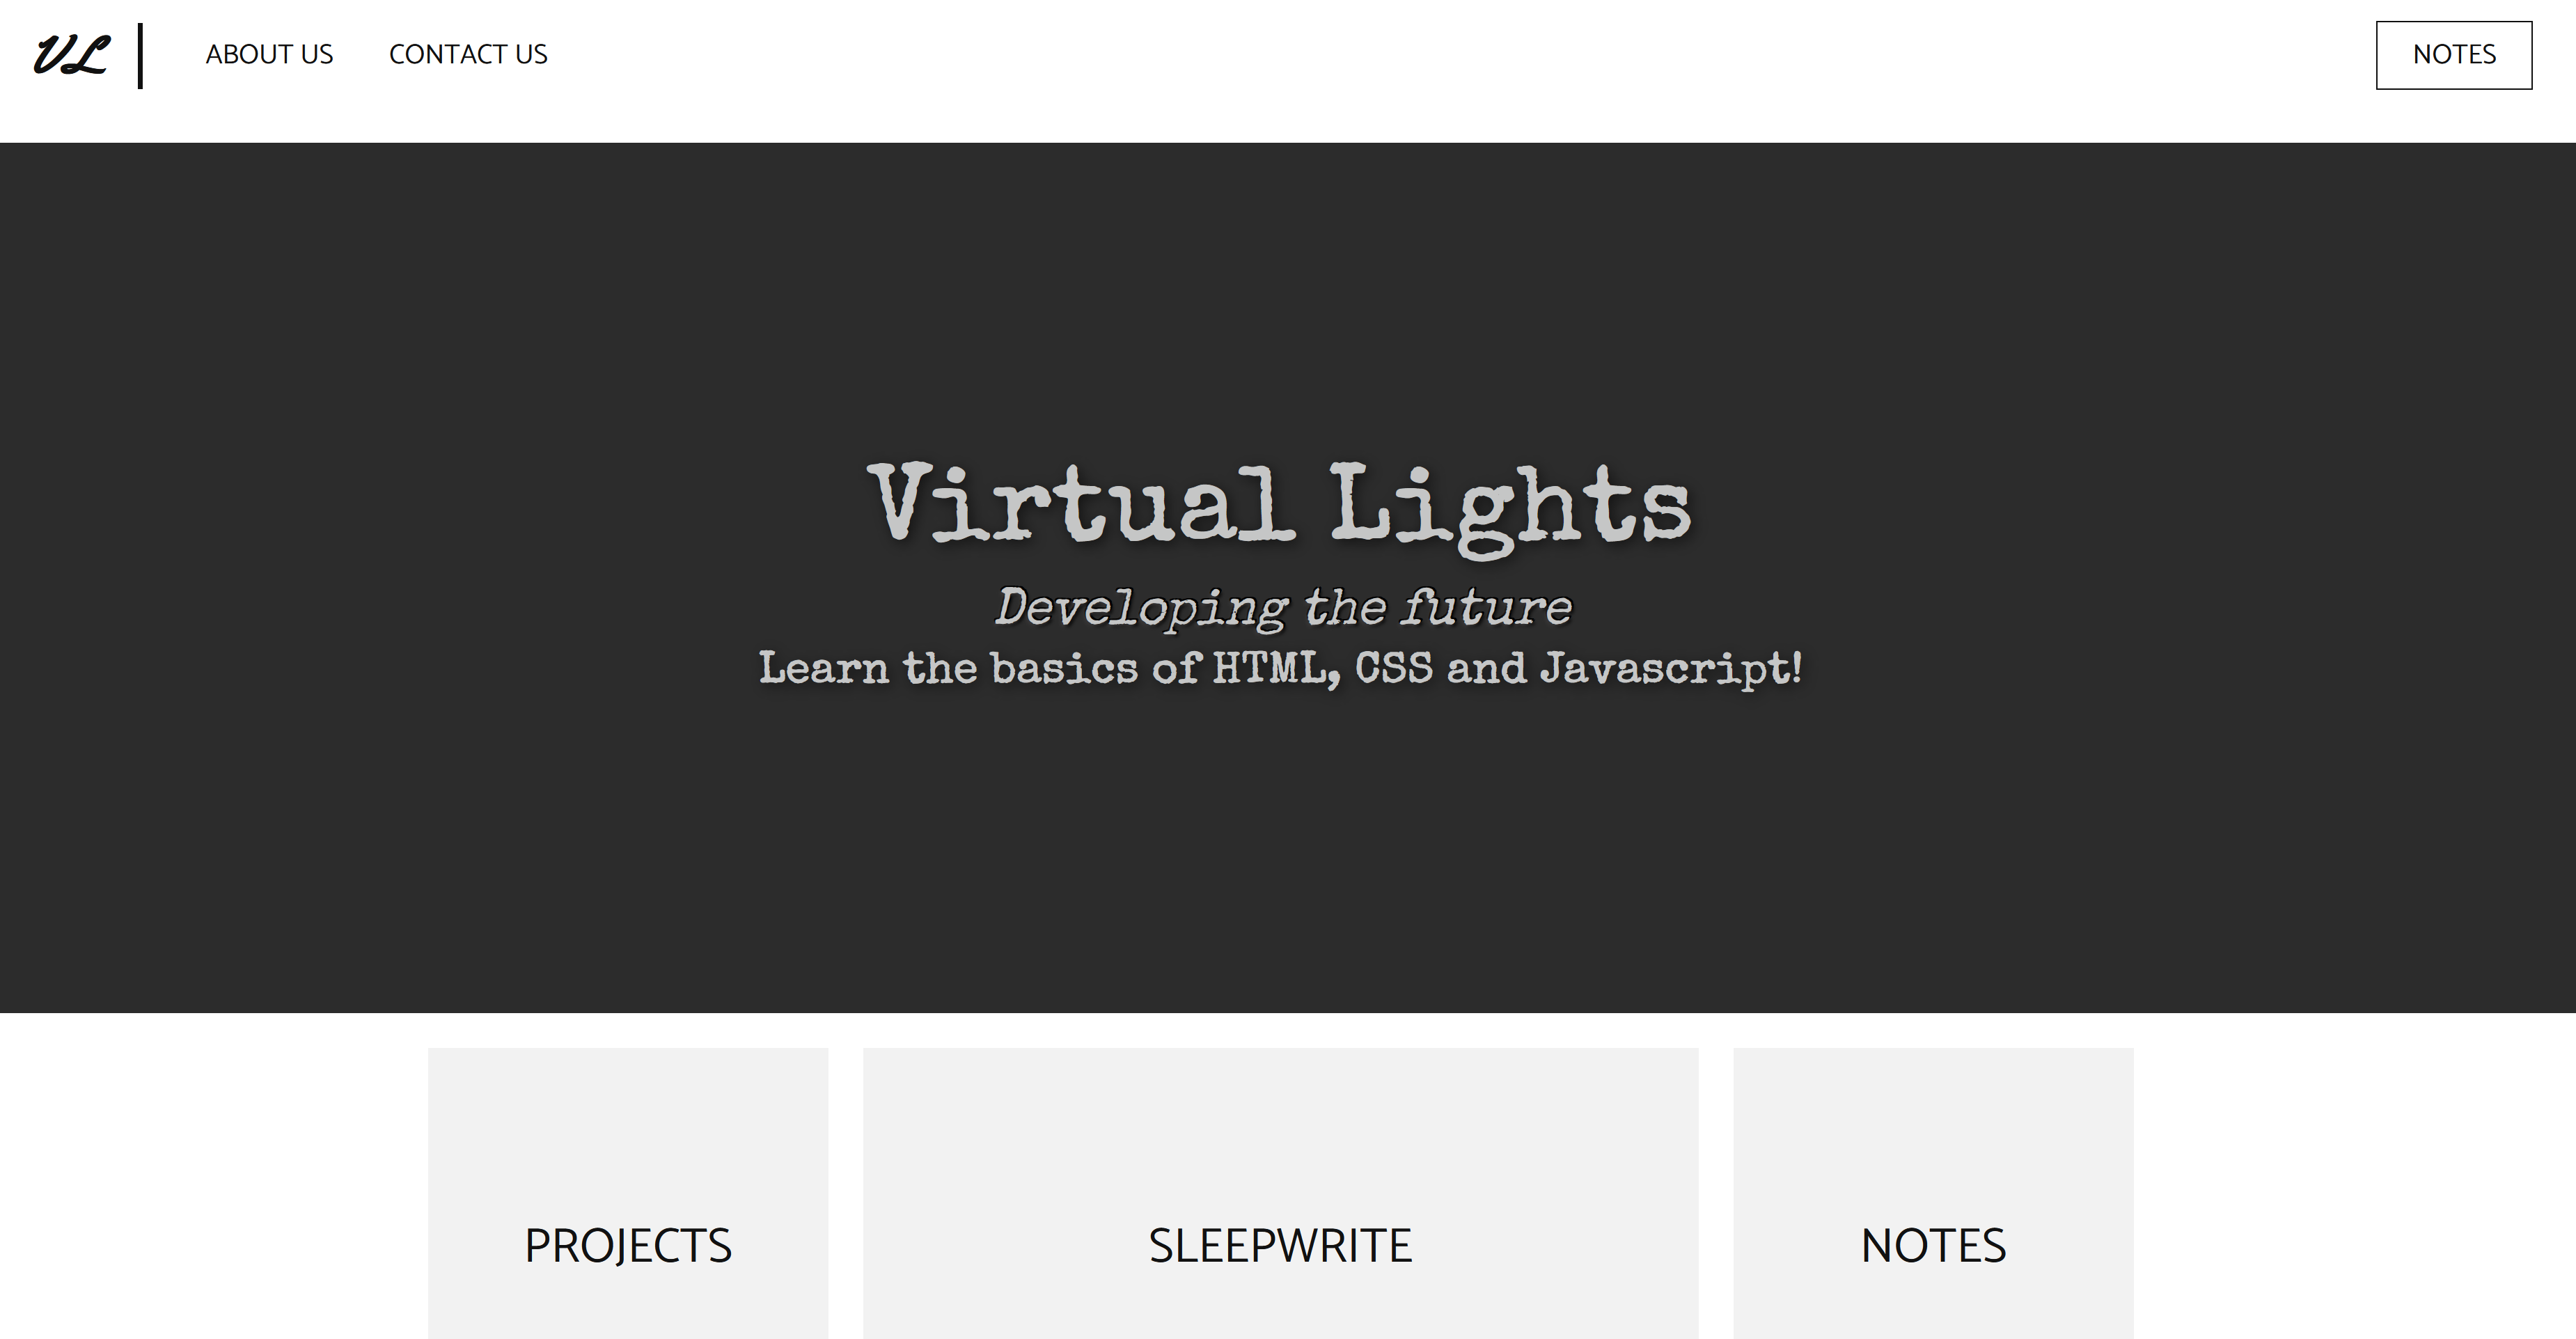 VL ABOUT US CONTACT US NOTES
Virtual Lights
Developing the future
Learn the basics of HTML, CSS and Javascript!
PROJECTS SLEEPWRITE NOTES